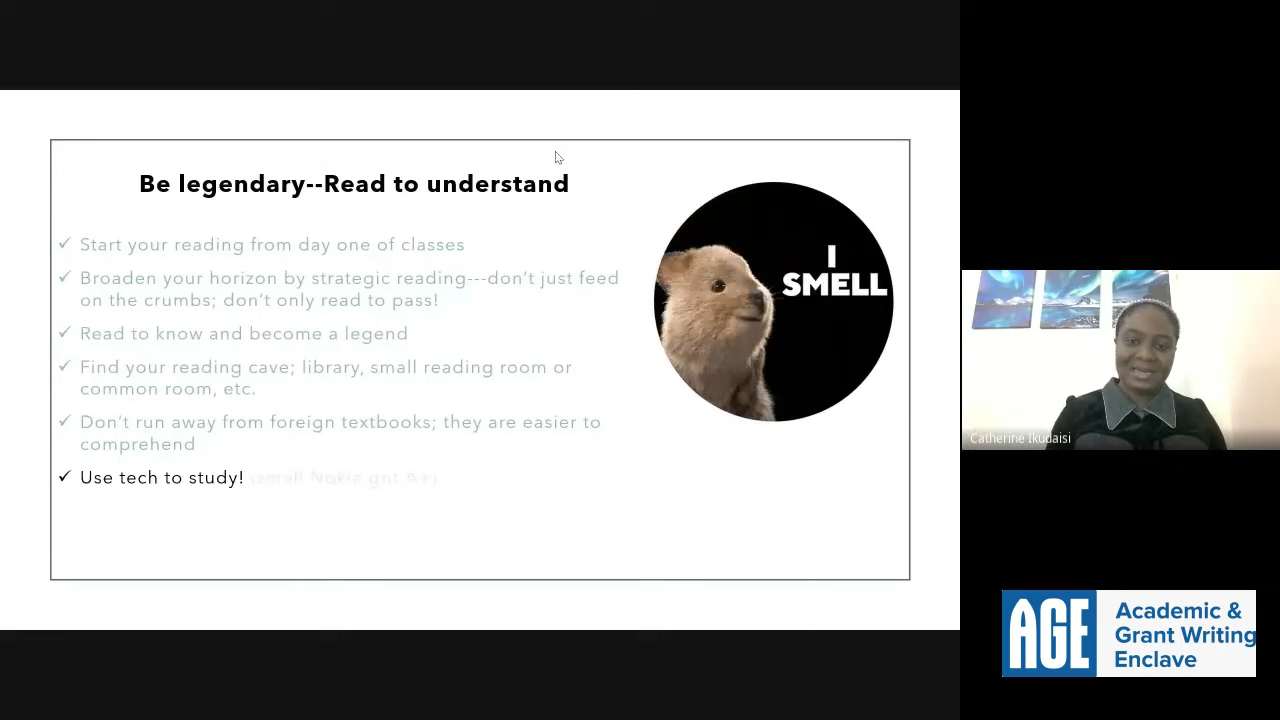 Be legendary--Read to understand
✓ Start your reading from day one of classes
✓ Broaden your horizon by strategic reading---don't just feed
on the crumbs; don't only read to pass!
✓ Read to know and become a legend
✓ Find your reading cave; library, small reading room or
common room, etc.
✓ Don't run away from foreign textbooks; they are easier to
comprehend
✓ Use tech to study! (small Nokia got A+)
I
SMELL
Catherine Ikudaisi
AGE
Academic &
Grant Writing
Enclave